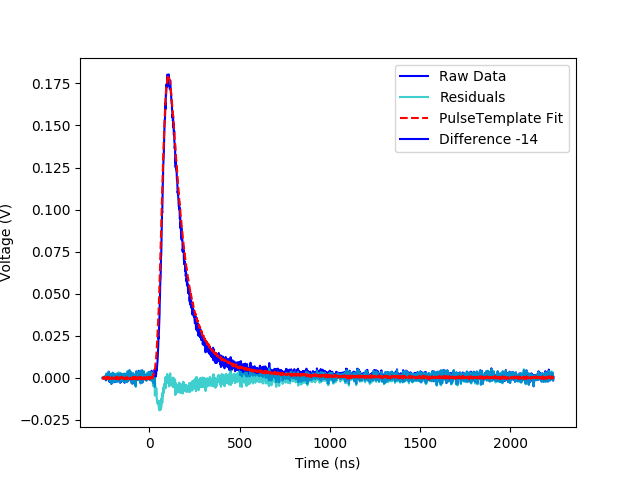 Raw Data
Residuals
PulseTemplate Fit
Difference -14
0.175
0.150
0.125
0.100
0.075
0.050
0.025
0.000
−0.025
Voltage (V)
0
500
1000
1500
2000
Time (ns)